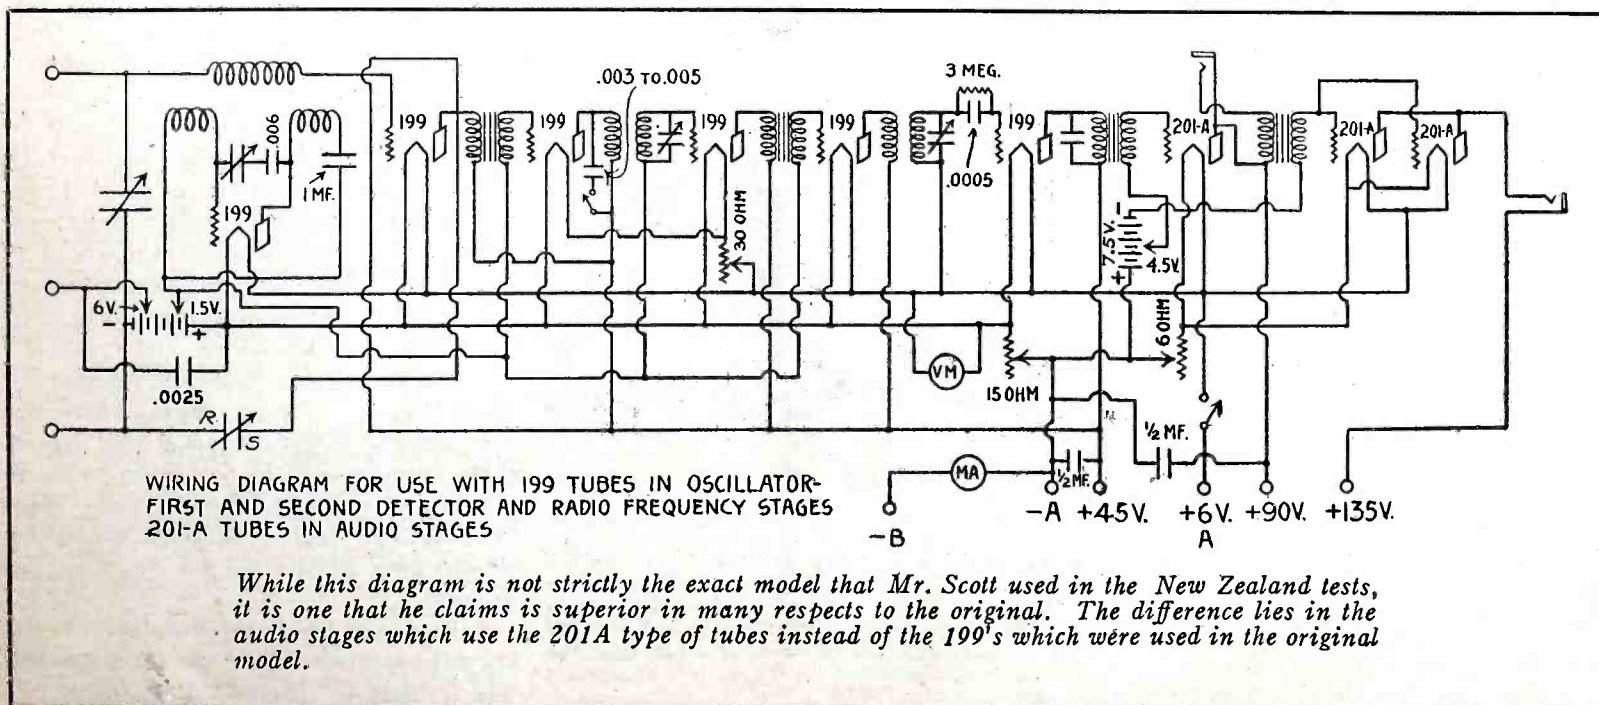 3 MEG.
.003 TO .005
199
199
199
199
199
201-A
201-A
201-A
.006
1 MF.
.0005
199
30 OHM
7.5V.
-
+
4.5V.
6V.
1.5V.
-
+
60HM
VM
.0025
15 OHM
R
S
½ MF.
WIRING DIAGRAM FOR USE WITH 199 TUBES IN OSCILLATOR-
FIRST AND SECOND DETECTOR AND RADIO FREQUENCY STAGES
201-A TUBES IN AUDIO STAGES
MA
½ MF.
-B
-A +45V. +6V. +90V. +135V.
A
While this diagram is not strictly the exact model that Mr. Scott used in the New Zealand tests,
it is one that he claims is superior in many respects to the original. The difference lies in the
audio stages which use the 201A type of tubes instead of the 199's which were used in the original
model.